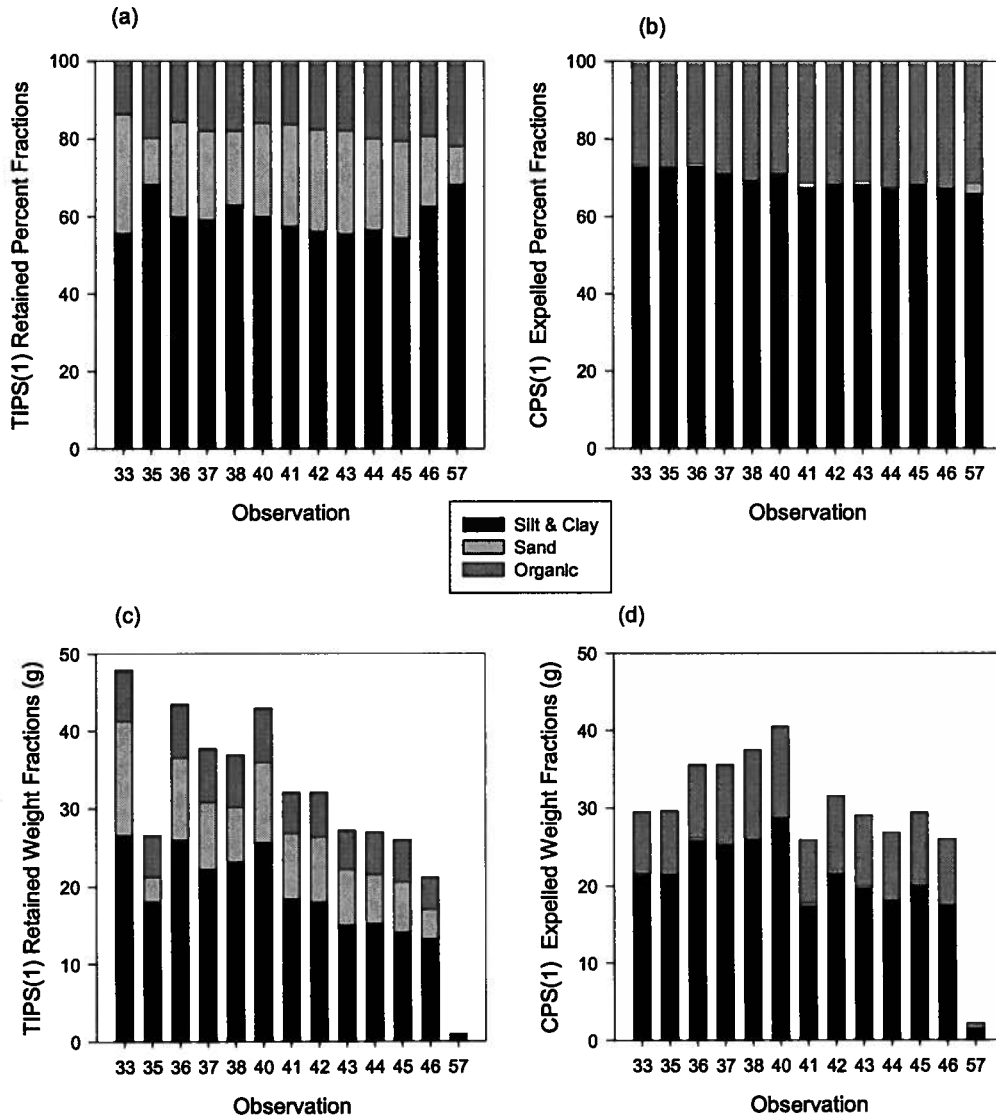 (a)
TIPS(1) Retained Percent Fractions
100
80
60
40
20
0
33 35 36 37 38 40 41 42 43 44 45 46 57
Observation
(b)
CPS(1) Expelled Percent Fractions
100
80
60
40
20
0
33 35 36 37 38 40 41 42 43 44 45 46 57
Observation
Silt & Clay
Sand
Organic
(c)
TIPS(1) Retained Weight Fractions (g)
50
40
30
20
10
0
33 35 36 37 38 40 41 42 43 44 45 46 57
Observation
(d)
CPS(1) Expelled Weight Fractions (g)
50
40
30
20
10
0
33 35 36 37 38 40 41 42 43 44 45 46 57
Observation